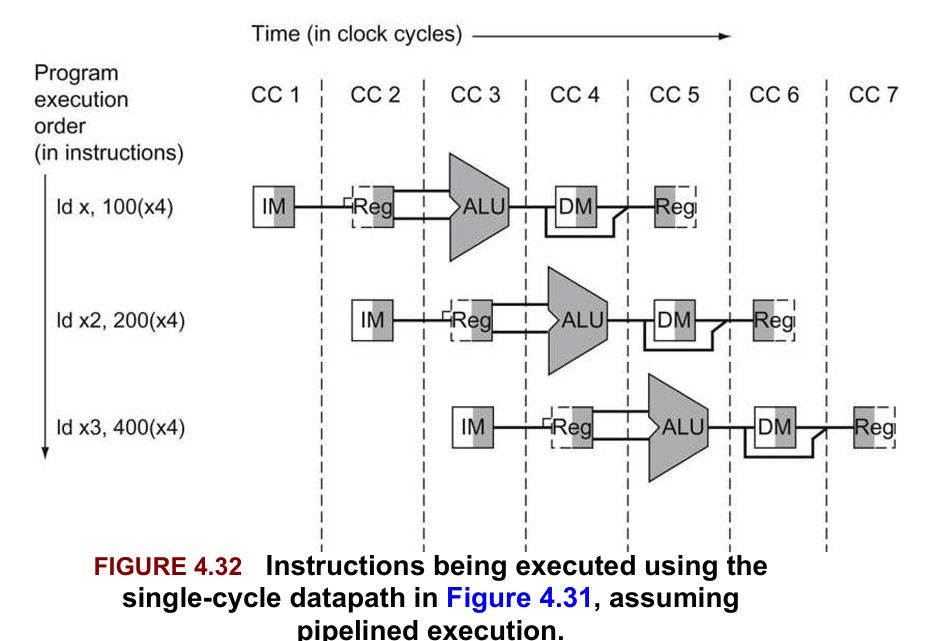 Time (in clock cycles)
Program
execution
order
(in instructions)
CC 1 CC 2 CC 3 CC 4 CC 5 CC 6 CC 7
ld x, 100(x4) IM Reg ALU DM Reg
ld x2, 200(x4) IM Reg ALU DM Reg
ld x3, 400(x4) IM Reg ALU DM Reg
FIGURE 4.32 Instructions being executed using the
single-cycle datapath in Figure 4.31, assuming
pipelined execution.